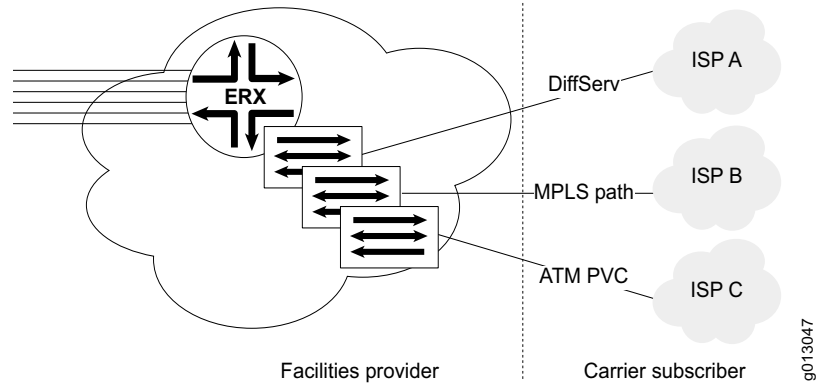 ISP A
DiffServ
ERX
MPLS path
ISP B
ATM PVC
ISP C
Facilities provider
Carrier subscriber
g013047